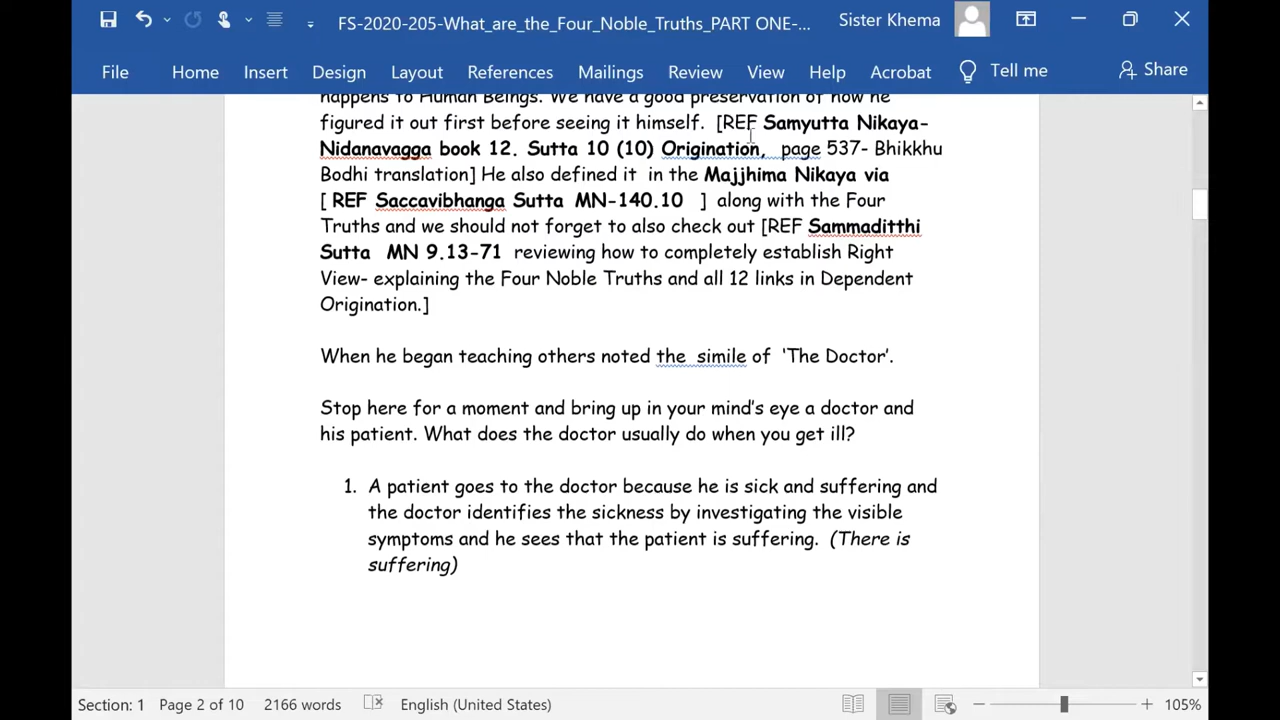 FS-2020-205-What_are_the_Four_Noble_Truths_PART ONE-...
Sister Khema
File Home Insert Design Layout References Mailings Review View Help Acrobat Tell me Share
happens to Human Beings. We have a good preservation of how he
figured it out first before seeing it himself. [REF Samyutta Nikaya-
Nidanavagga book 12. Sutta 10 (10) Origination, page 537- Bhikkhu
Bodhi translation] He also defined it in the Majjhima Nikaya via
[ REF Saccavibhanga Sutta MN-140.10 ] along with the Four
Truths and we should not forget to also check out [REF Sammaditthi
Sutta MN 9.13-71 reviewing how to completely establish Right
View- explaining the Four Noble Truths and all 12 links in Dependent
Origination.]
When he began teaching others noted the simile of 'The Doctor'.
Stop here for a moment and bring up in your mind's eye a doctor and
his patient. What does the doctor usually do when you get ill?
1. A patient goes to the doctor because he is sick and suffering and
the doctor identifies the sickness by investigating the visible
symptoms and he sees that the patient is suffering. (There is
suffering)
Section: 1 Page 2 of 10 2166 words English (United States) 105%